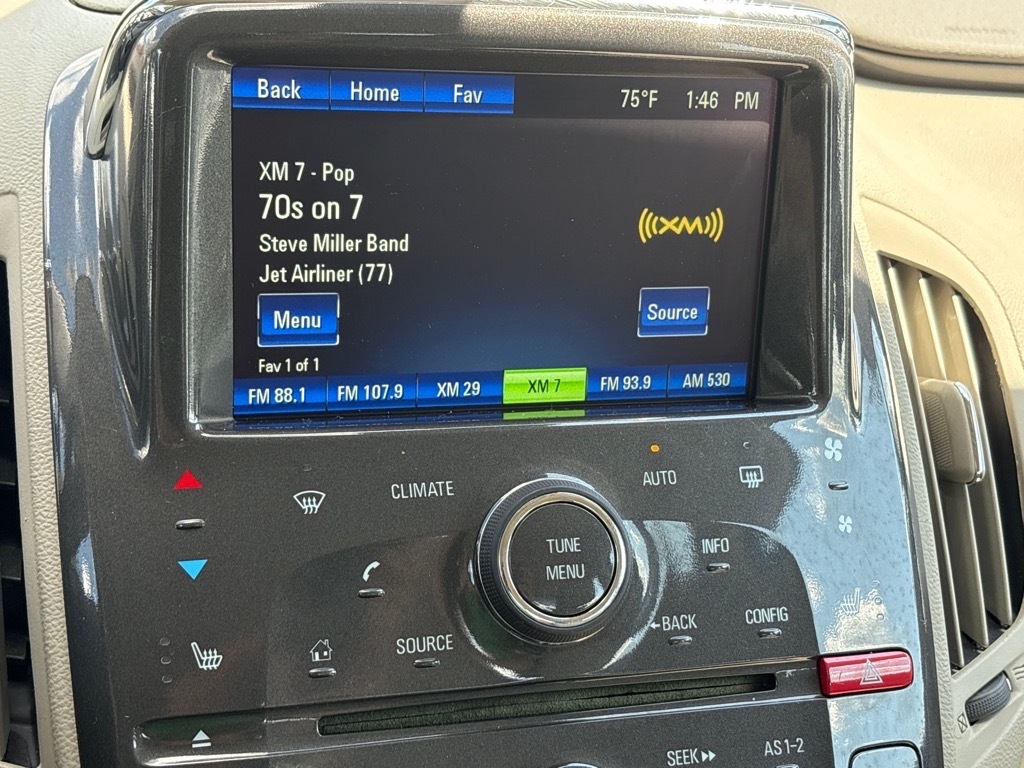 Back Home Fav 75°F 1:46 PM
XM 7 - Pop
70s on 7
XM
Steve Miller Band
Jet Airliner (77)
Menu Source
Fav 1 of 1
FM 88.1 FM 107.9 XM 29 XM 7 FM 93.9 AM 530
CLIMATE AUTO
TUNE
MENU
INFO
SOURCE ←BACK CONFIG
SEEK AS 1-2